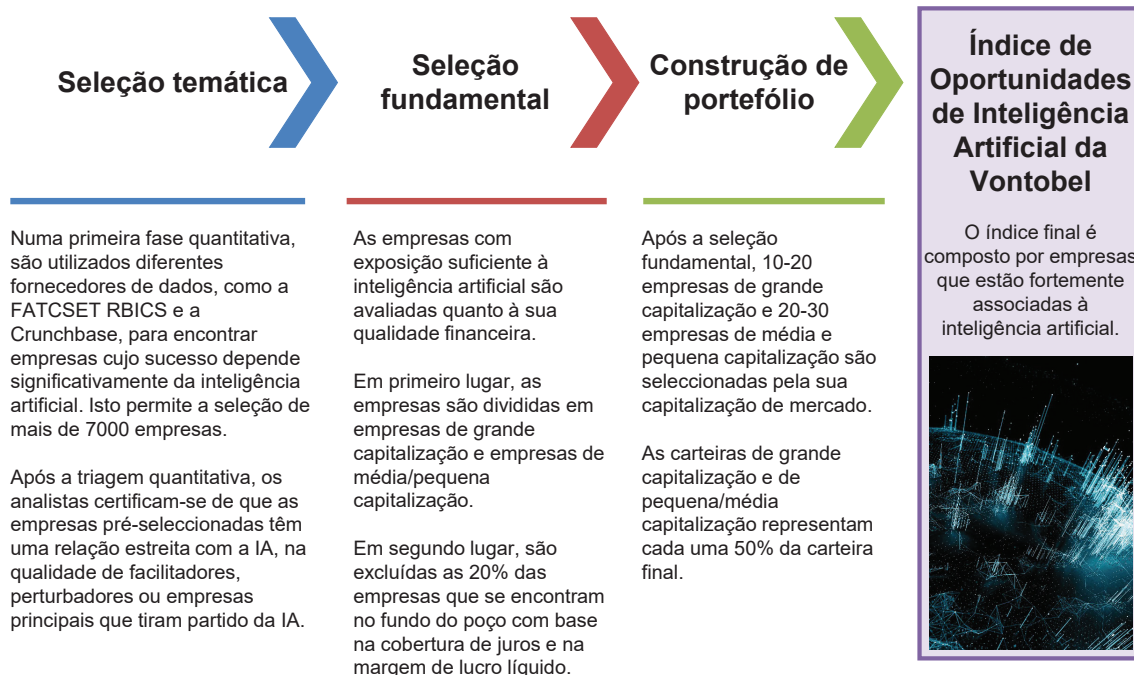 Seleção temática
Numa primeira fase quantitativa,
são utilizados diferentes
fornecedores de dados, como a
FATCSET RBICS e a
Crunchbase, para encontrar
empresas cujo sucesso depende
significativamente da inteligência
artificial. Isto permite a seleção de
mais de 7000 empresas.
Após a triagem quantitativa, os
analistas certificam-se de que as
empresas pré-seleccionadas têm
uma relação estreita com a IA, na
qualidade de facilitadores,
perturbadores ou empresas
principais que tiram partido da IA.
Seleção
fundamental
As empresas com
exposição suficiente à
inteligência artificial são
avaliadas quanto à sua
qualidade financeira.
Em primeiro lugar, as
empresas são divididas em
empresas de grande
capitalização e empresas de
média/pequena
capitalização.
Em segundo lugar, são
excluídas as 20% das
empresas que se encontram
no fundo do poço com base
na cobertura de juros e na
margem de lucro líquido.
Construção de
portefólio
Após a seleção
fundamental, 10-20
empresas de grande
capitalização e 20-30
empresas de média e
pequena capitalização são
seleccionadas pela sua
capitalização de mercado.
As carteiras de grande
capitalização e de
pequena/média
capitalização representam
cada uma 50% da carteira
final.
Índice de
Oportunidades
de Inteligência
Artificial da
Vontobel
O índice final é
composto por empresas
que estão fortemente
associadas à
inteligência artificial.